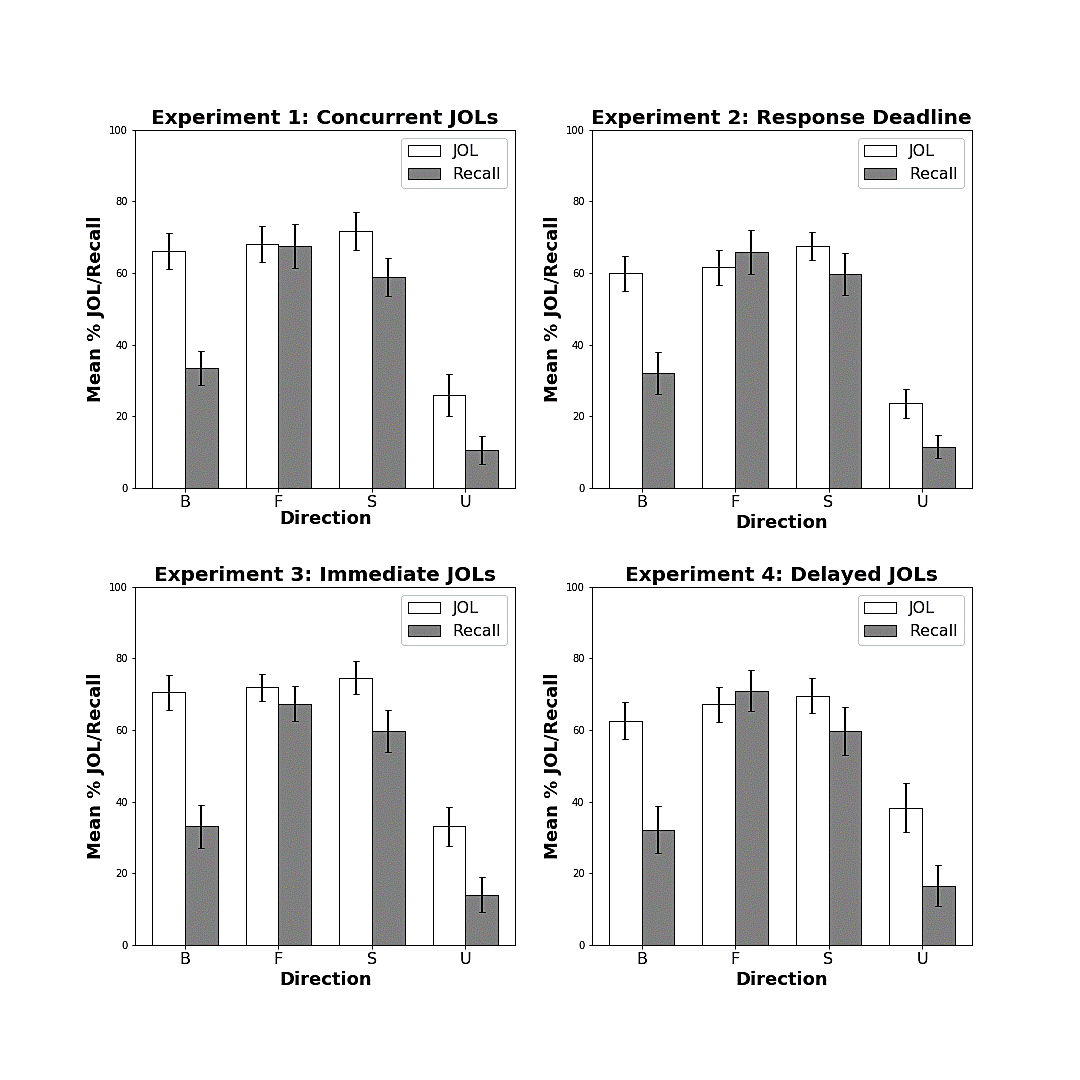 Experiment 1: Concurrent JOLs
100
80
60
40
20
0
Mean % JOL/Recall
JOL
Recall
B F S U
Direction
Experiment 2: Response Deadline
100
80
60
40
20
0
Mean % JOL/Recall
JOL
Recall
B F S U
Direction
Experiment 3: Immediate JOLs
100
80
60
40
20
0
Mean % JOL/Recall
JOL
Recall
B F S U
Direction
Experiment 4: Delayed JOLs
100
80
60
40
20
0
Mean % JOL/Recall
JOL
Recall
B F S U
Direction